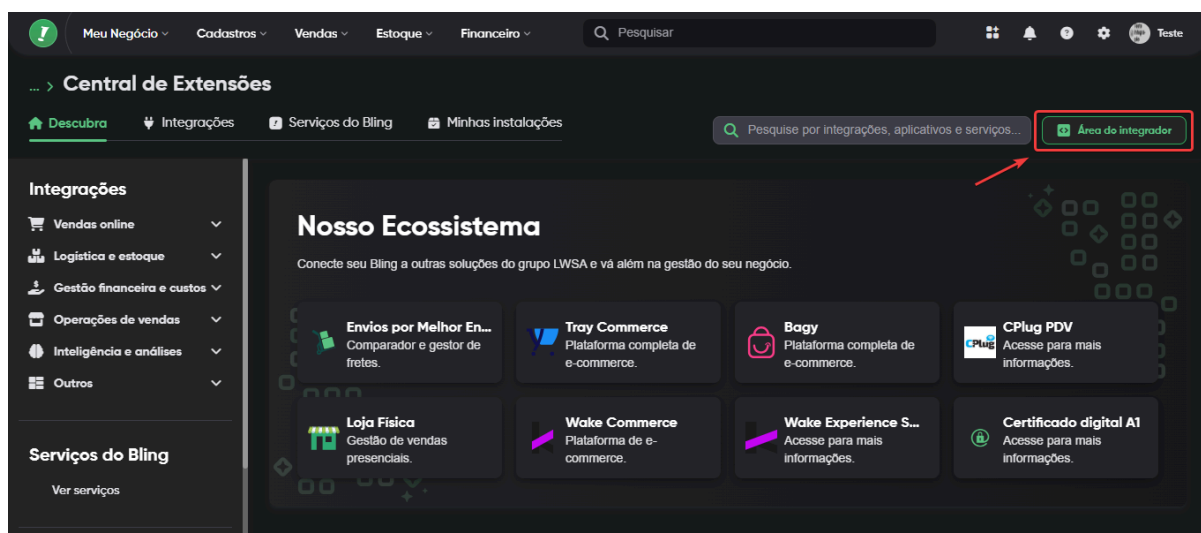 Meu Negócio
Cadastros
Vendas
Estoque
Financeiro
Pesquisar
Teste
... > Central de Extensões
Descubra
Integrações
Serviços do Bling
Minhas instalações
Pesquise por integrações, aplicativos e serviços...
Área do integrador
Integrações
Vendas online
Logística e estoque
Gestão financeira e custos
Operações de vendas
Inteligência e análises
Outros
Serviços do Bling
Ver serviços
Nosso Ecossistema
Conecte seu Bling a outras soluções do grupo LWSA e vá além na gestão do seu negócio.
Envios por Melhor En...
Comparador e gestor de
fretes.
Tray Commerce
Plataforma completa de
e-commerce.
Bagy
Plataforma completa de
e-commerce.
CPlug
CPlug PDV
Acesse para mais
informações.
Loja Física
Gestão de vendas
presenciais.
Wake Commerce
Plataforma de e-
commerce.
Wake Experience S...
Acesse para mais
informações.
Certificado digital A1
Acesse para mais
informações.